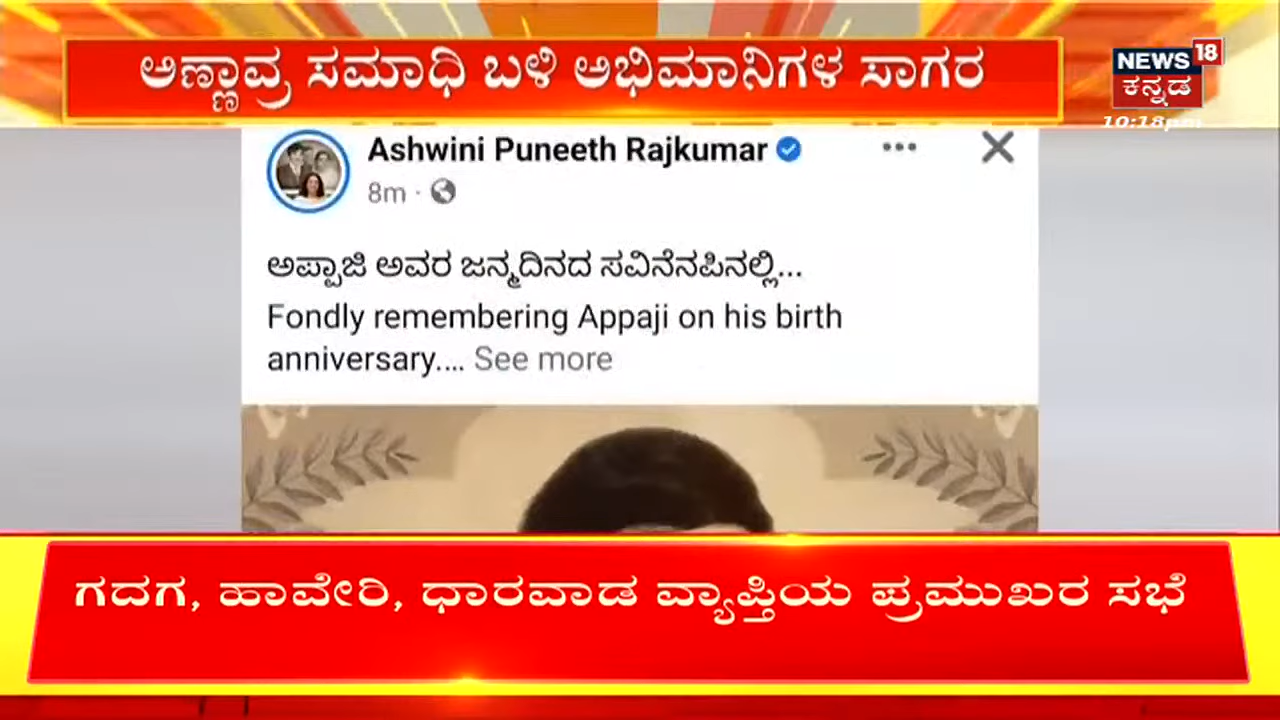 ಅಣ್ಣಾವ್ರ ಸಮಾಧಿ ಬಳಿ ಅಭಿಮಾನಿಗಳ ಸಾಗರ
NEWS 18
ಕನ್ನಡ
10:18pm
Ashwini Puneeth Rajkumar
8m ·
ಅಪ್ಪಾಜಿ ಅವರ ಜನ್ಮದಿನದ ಸವಿನೆನಪಿನಲ್ಲಿ...
Fondly remembering Appaji on his birth
anniversary.... See more
ಗದಗ, ಹಾವೇರಿ, ಧಾರವಾಡ ವ್ಯಾಪ್ತಿಯ ಪ್ರಮುಖರ ಸಭೆ